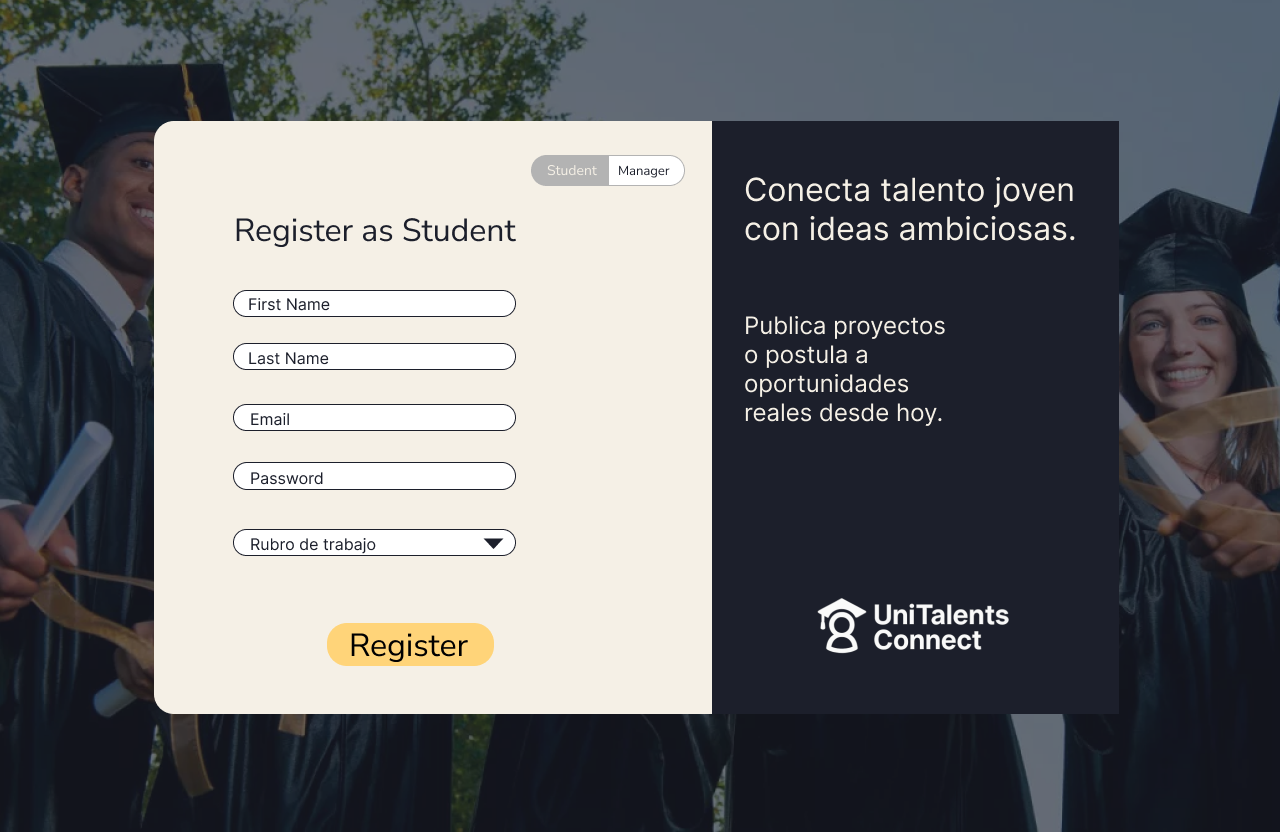 Student
Manager
Register as Student
First Name
Last Name
Email
Password
Rubro de trabajo
Register
Conecta talento joven
con ideas ambiciosas.
Publica proyectos
o postula a
oportunidades
reales desde hoy.
UniTalents
Connect